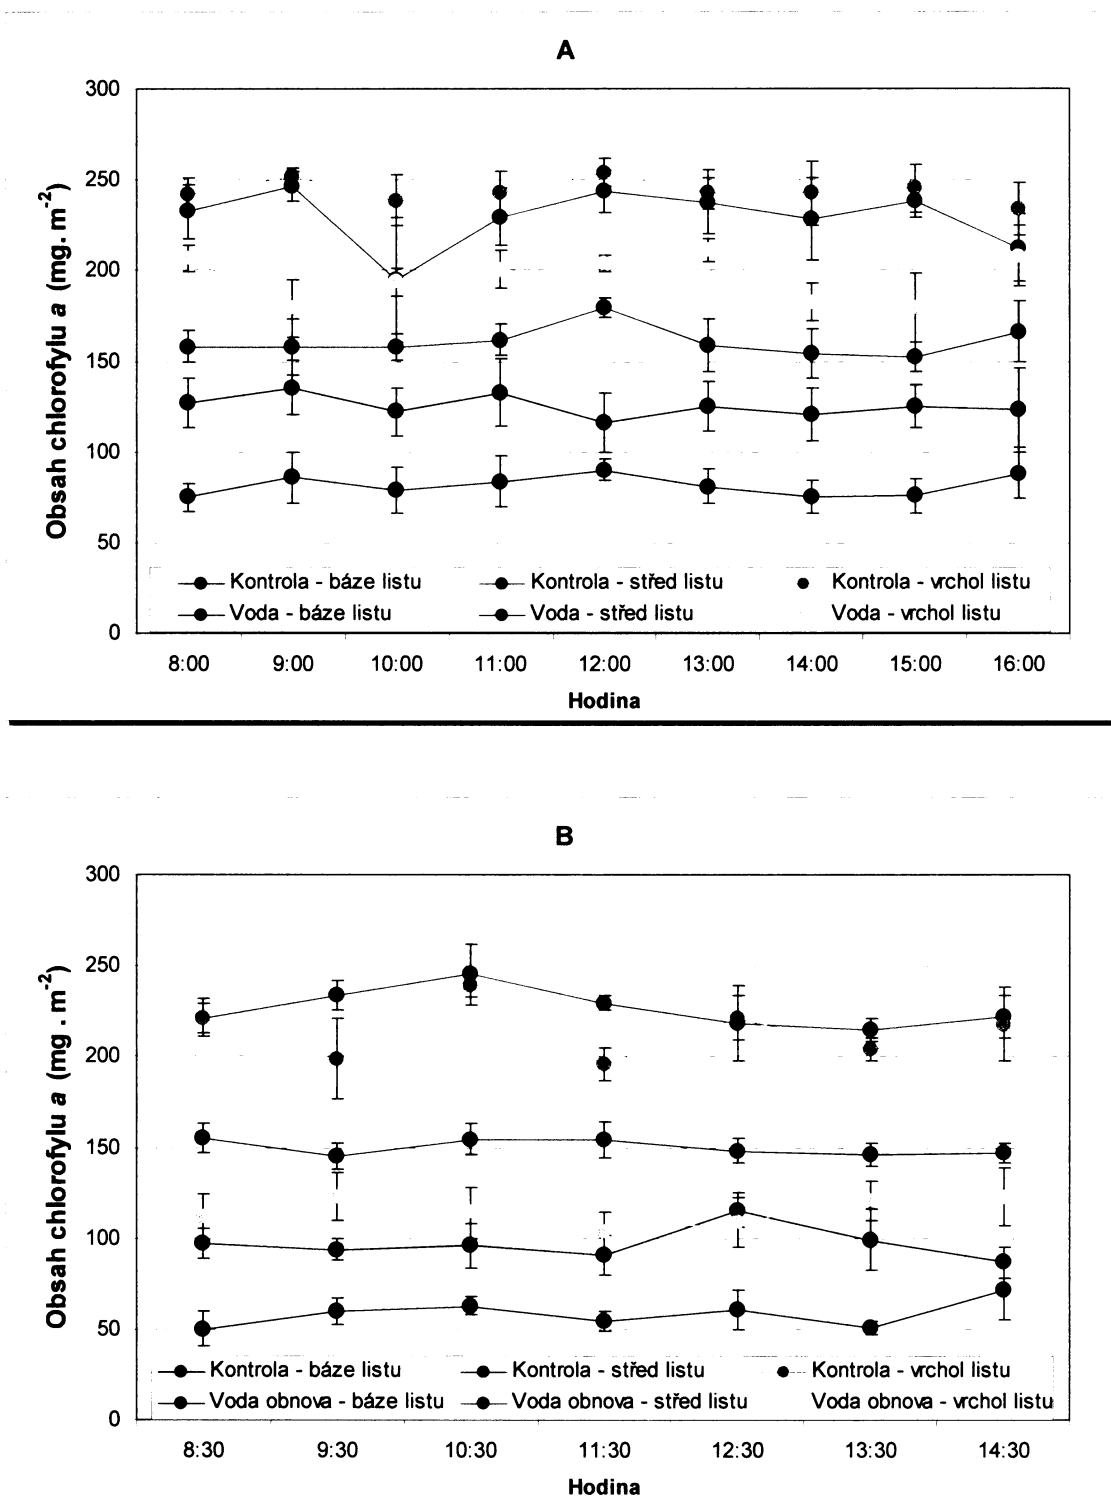 A
Obsah chlorofylu a (mg. m-2)
300
250
200
150
100
50
0
Kontrola - báze listu Kontrola - střed listu Kontrola - vrchol listu
Voda - báze listu Voda - střed listu Voda - vrchol listu
8:00 9:00 10:00 11:00 12:00 13:00 14:00 15:00 16:00
Hodina
B
Obsah chlorofylu a (mg . m-2)
300
250
200
150
100
50
0
Kontrola - báze listu Kontrola - střed listu Kontrola - vrchol listu
Voda obnova - báze listu Voda obnova - střed listu Voda obnova - vrchol listu
8:30 9:30 10:30 11:30 12:30 13:30 14:30
Hodina